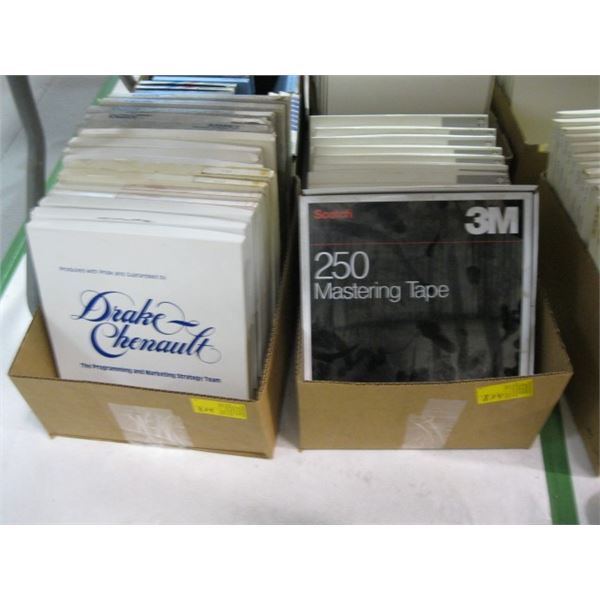 Produced with Pride and Guaranteed by
Drake-
Chenault
The Programming and Marketing Strategy Team
Scotch
3M
250
Mastering Tape